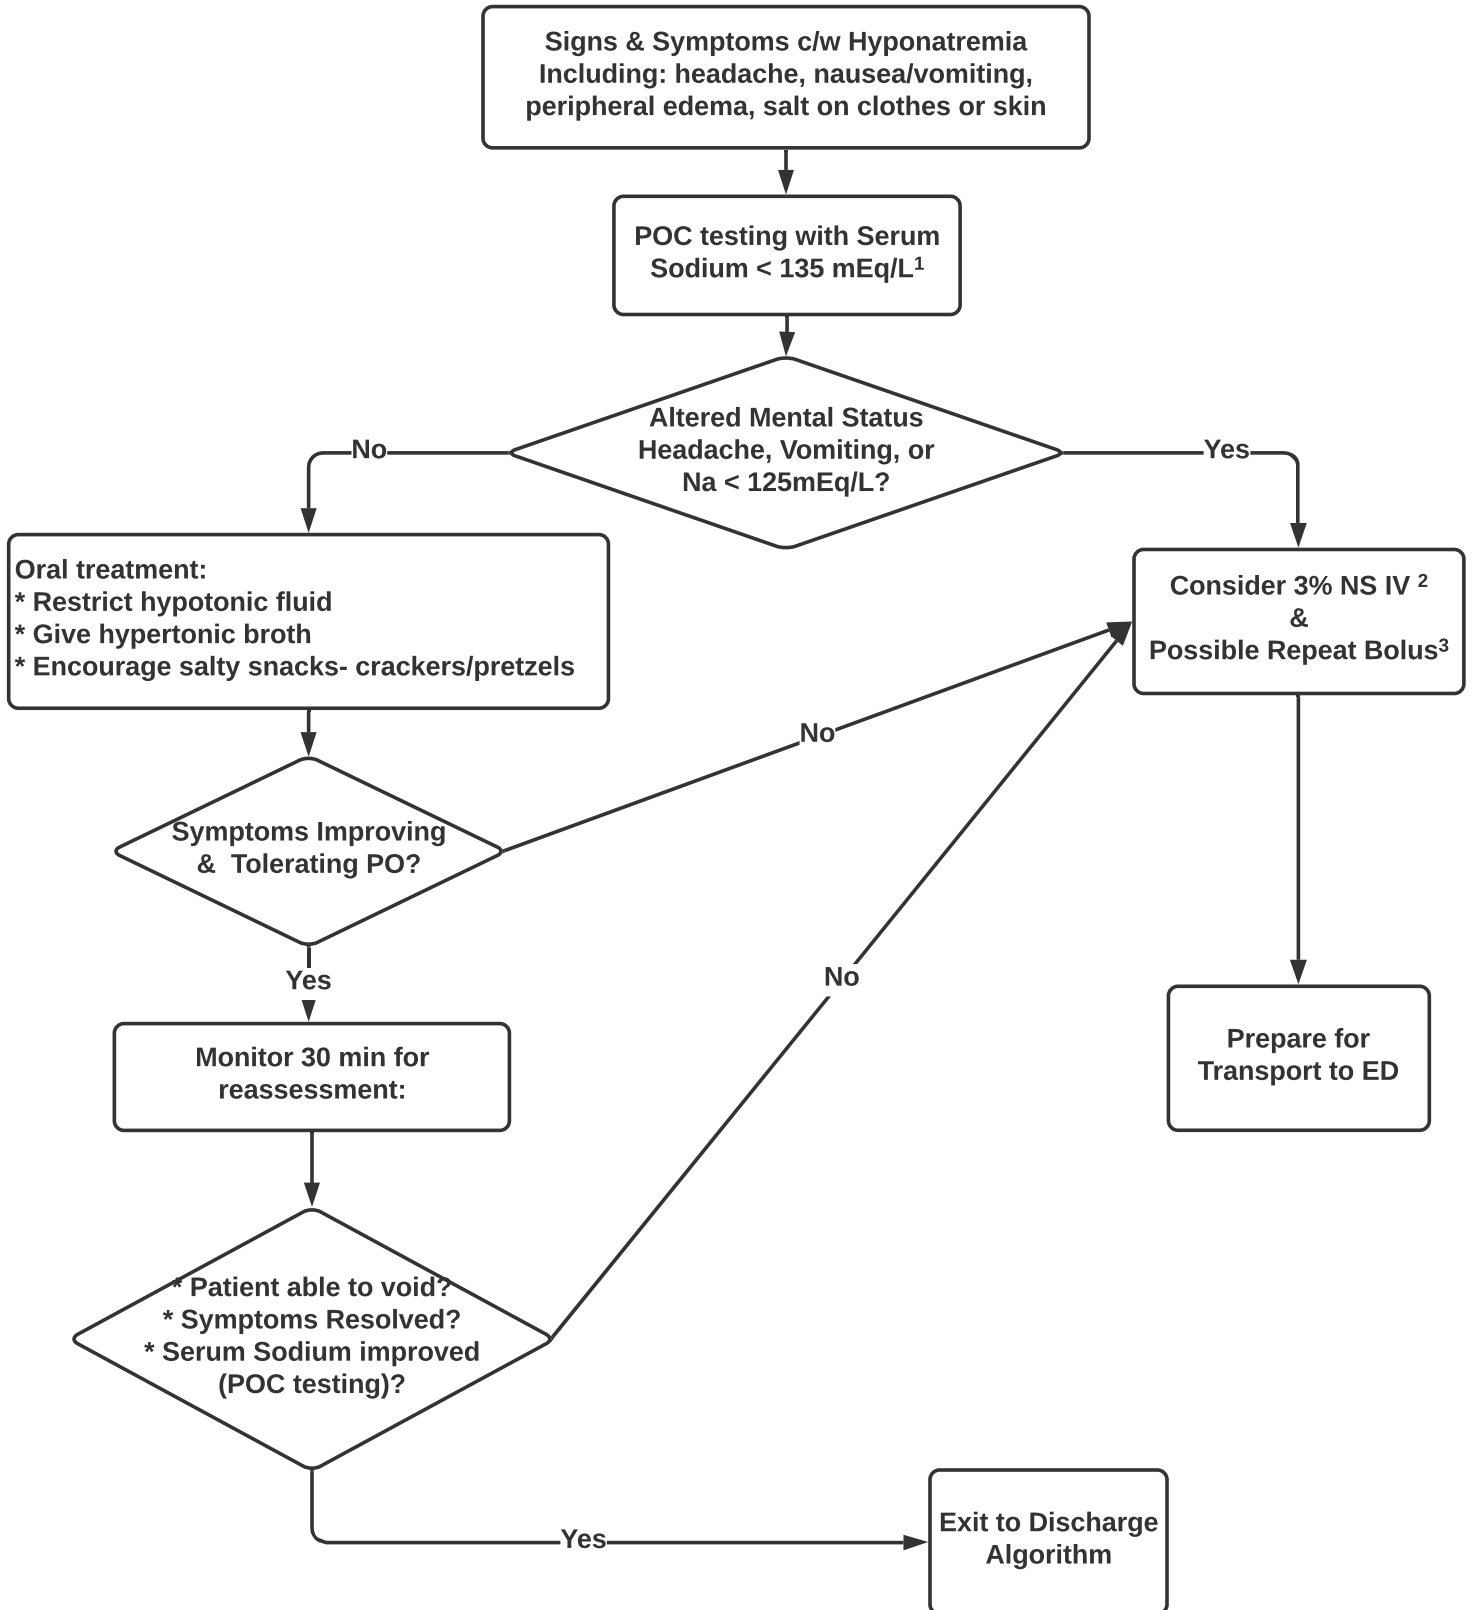 Signs & Symptoms c/w Hyponatremia
Including: headache, nausea/vomiting,
peripheral edema, salt on clothes or skin
POC testing with Serum
Sodium < 135 mEq/L¹
Altered Mental Status
Headache, Vomiting, or
Na < 125mEq/L?
No
Yes
Oral treatment:
* Restrict hypotonic fluid
* Give hypertonic broth
* Encourage salty snacks- crackers/pretzels
Consider 3% NS IV ²
&
Possible Repeat Bolus³
No
Symptoms Improving
& Tolerating PO?
Yes
No
Monitor 30 min for
reassessment:
Prepare for
Transport to ED
* Patient able to void?
* Symptoms Resolved?
* Serum Sodium improved
(POC testing)?
Yes
Exit to Discharge
Algorithm